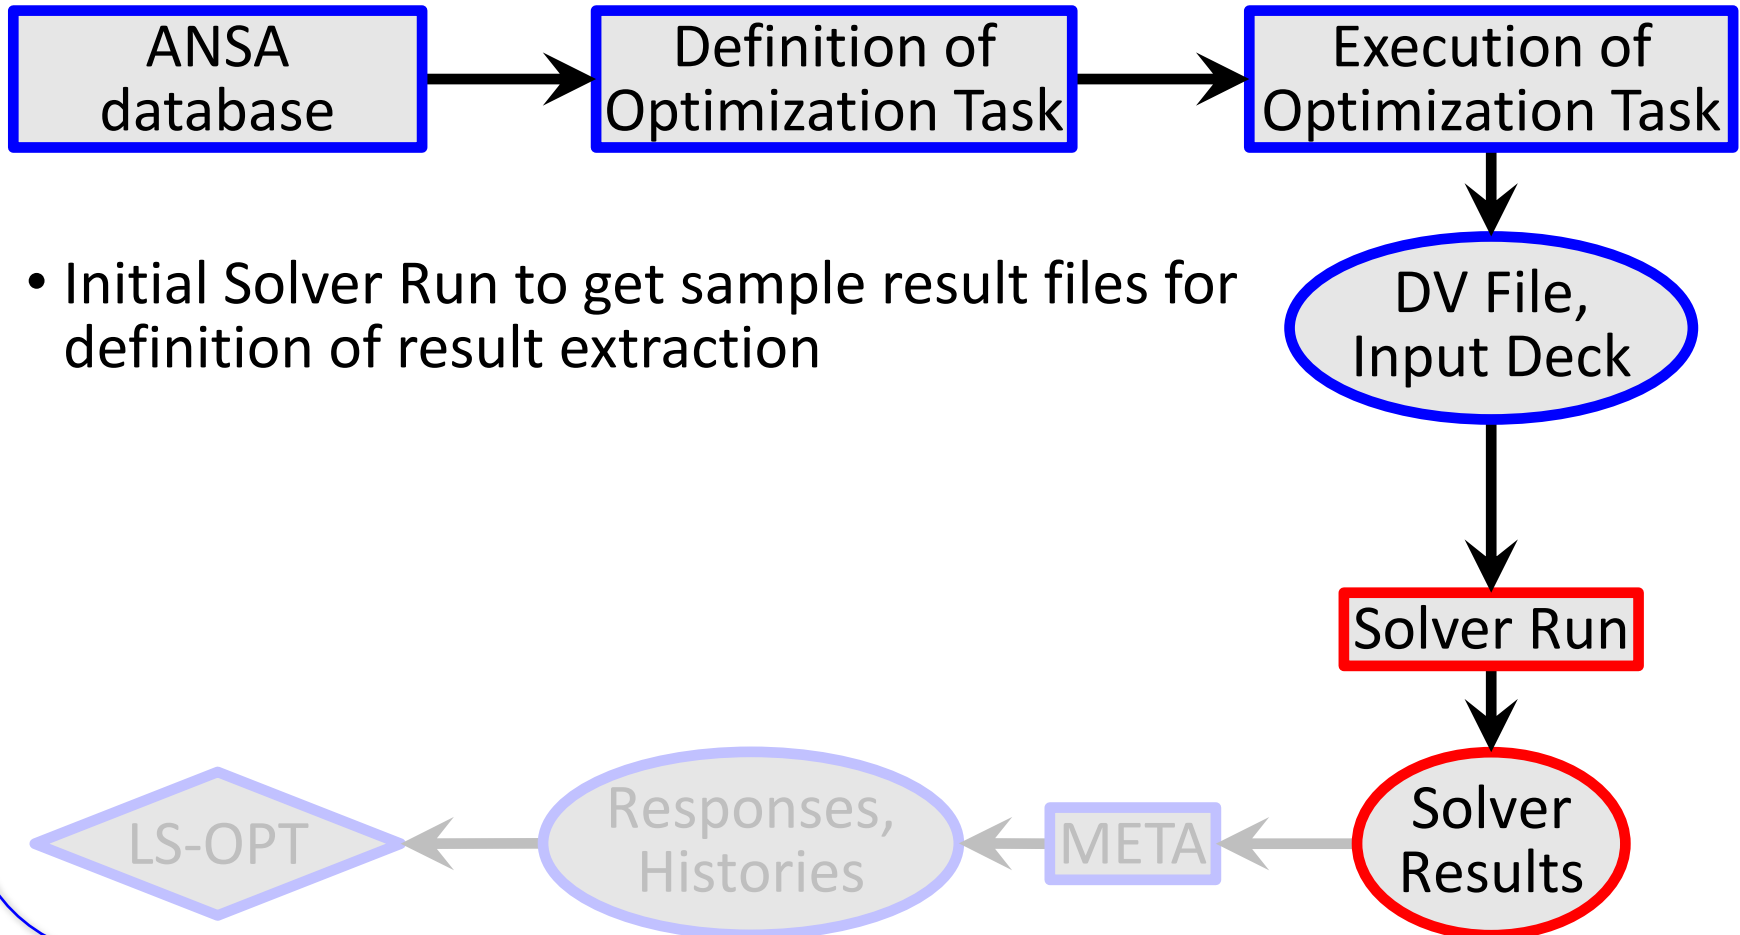 ANSA
database
Definition of
Optimization Task
Execution of
Optimization Task
• Initial Solver Run to get sample result files for
definition of result extraction
DV File,
Input Deck
Solver Run
Solver
Results
META
Responses,
Histories
LS-OPT